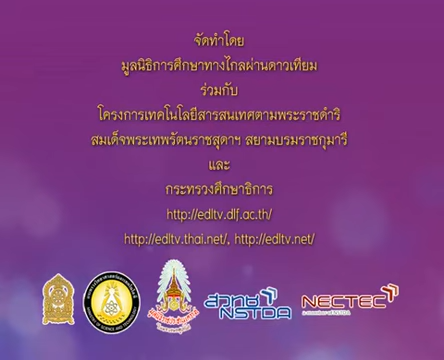 จัดทำโดย
มูลนิธิการศึกษาทางไกลผ่านดาวเทียม
ร่วมกับ
โครงการเทคโนโลยีสารสนเทศตามพระราชดำริ
สมเด็จพระเทพรัตนราชสุดาฯ สยามบรมราชกุมารี
และ
กระทรวงศึกษาธิการ
http://edltv.dlf.ac.th/
http://edltv.thai.net/, http://edltv.net/
สวทช
NSTDA
NECTEC
a member of NSTDA